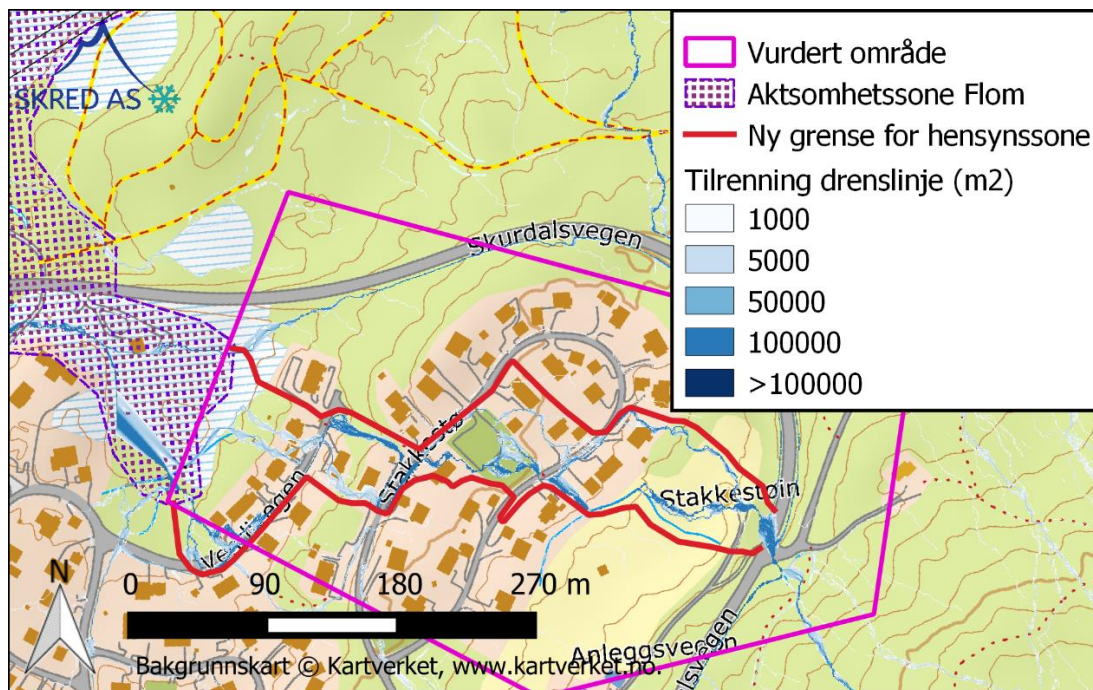 SKRED AS
Vurdert område
Aktsomhetssone Flom
Ny grense for hensynssone
Tilrenning drenslinje (m2)
1000
5000
50000
100000
>100000
Skurdalsvegen
Stakkestø
Stakkestøin
N
0 90 180 270 m
Anleggsvegen
Bakgrunnskart © Kartverket, www.kartverket.no.